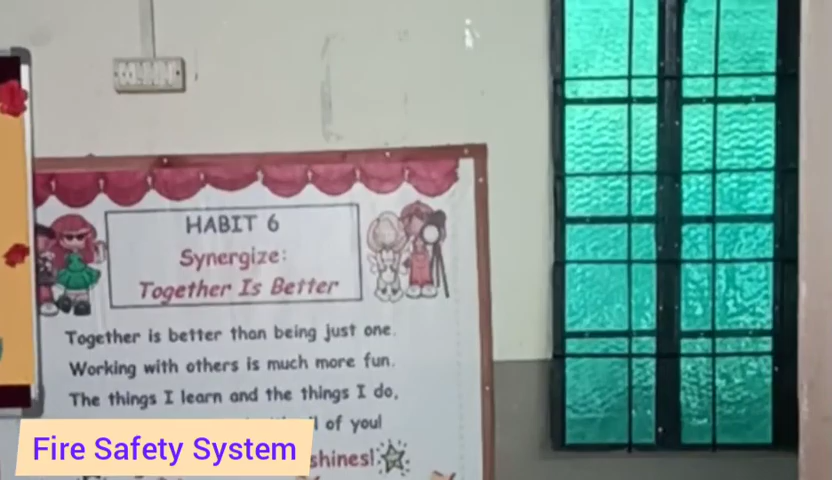 HABIT 6
Synergize:
Together Is Better
Together is better than being just one.
Working with others is much more fun.
The things I learn and the things I do,
of you!
shines!
Fire Safety System